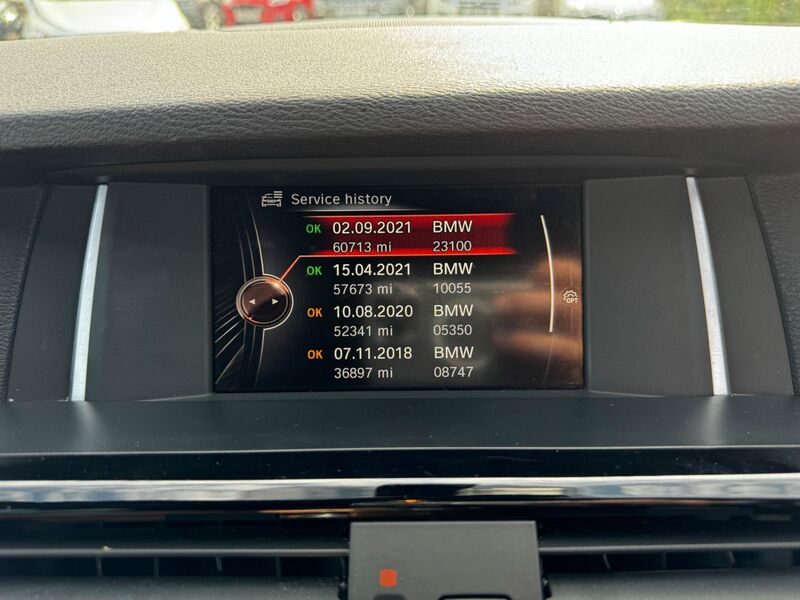 Service history
OK 02.09.2021 BMW
60713 mi 23100
OK 15.04.2021 BMW
57673 mi 10055
OK 10.08.2020 BMW
52341 mi 05350
OK 07.11.2018 BMW
36897 mi 08747
OPT